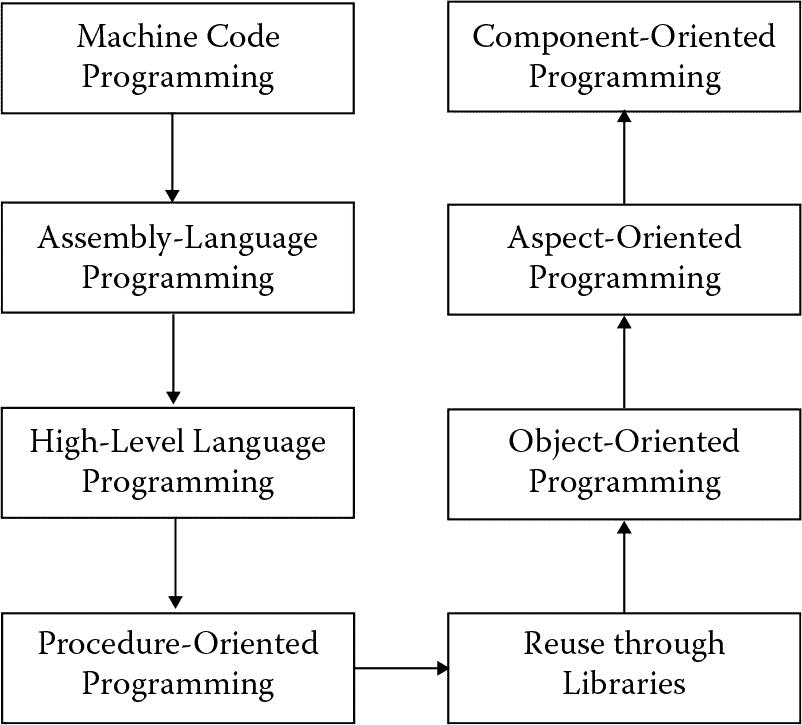 Machine Code
Programming
Assembly-Language
Programming
High-Level Language
Programming
Procedure-Oriented
Programming
Reuse through
Libraries
Object-Oriented
Programming
Aspect-Oriented
Programming
Component-Oriented
Programming